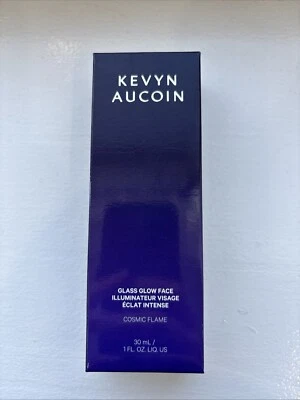 KEVYN
AUCOIN
GLASS GLOW FACE
ILLUMINATEUR VISAGE
ÉCLAT INTENSE
COSMIC FLAME
30 mL /
1 FL. OZ. LIQ. US